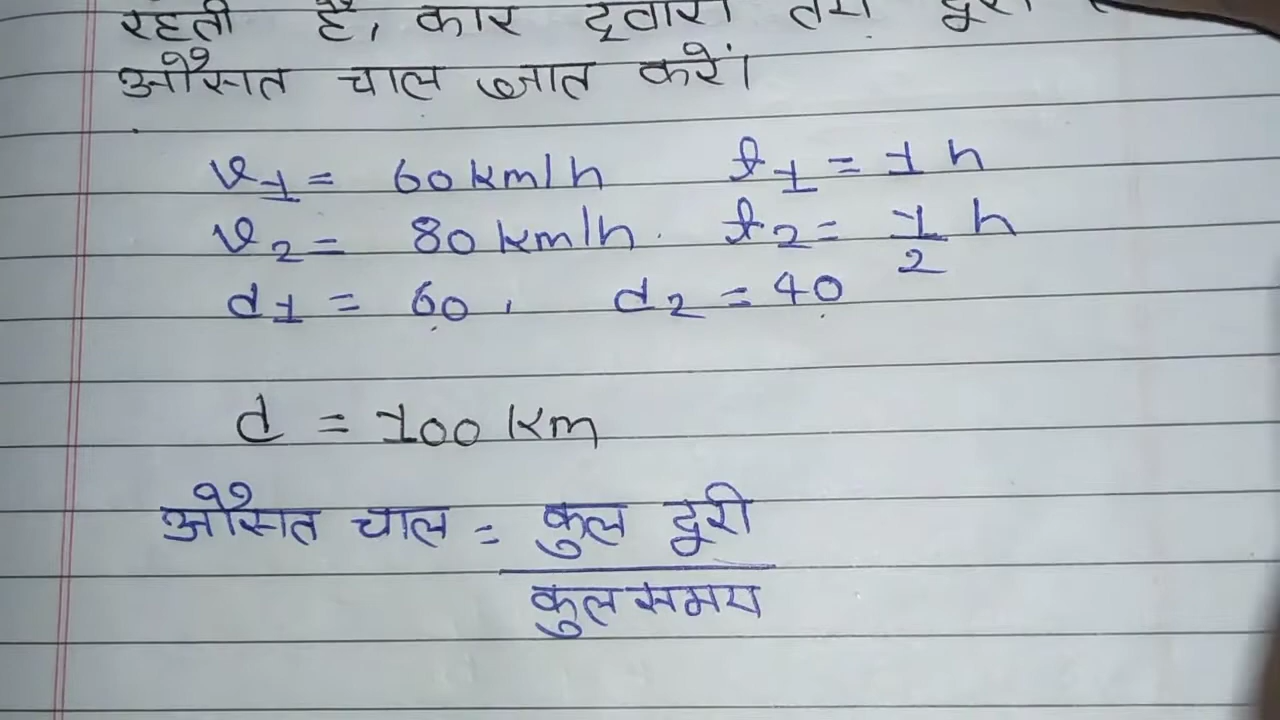 रहती है, कार द्वारा तय दूरी
औसत चाल ज्ञात करें।
v1 = 60 km/h t1 = 1 h
v2 = 80 km/h. t2 = 1/2 h
d1 = 60, d2 = 40
d = 100 km
औसत चाल = कुल दूरी
कुल समय